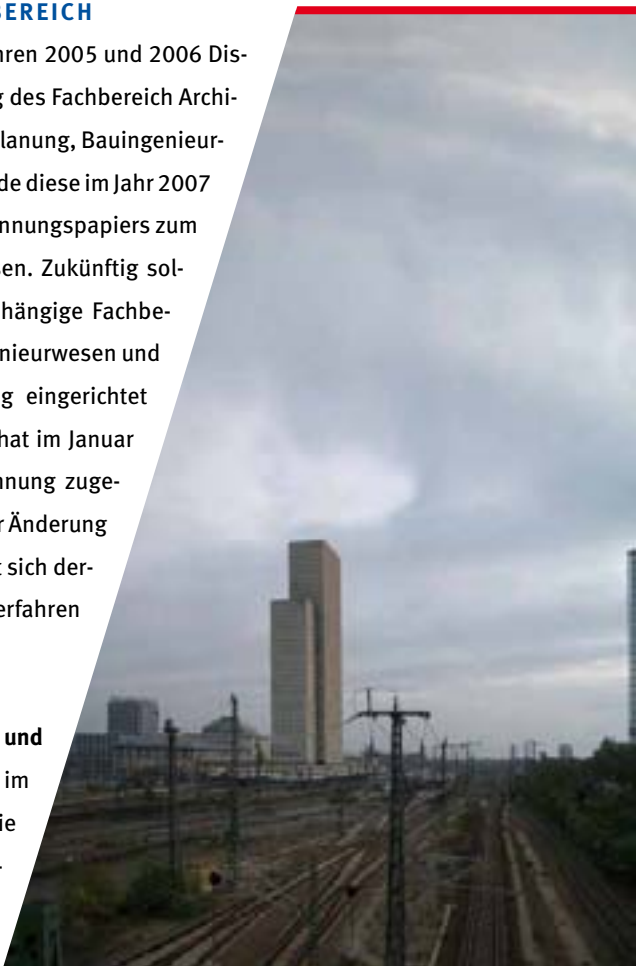 BEREICH
hren 2005 und 2006 Dis-
g des Fachbereich Archi-
lanung, Bauingenieur-
de diese im Jahr 2007
nnungspapiers zum
sen. Zukünftig sol-
hängige Fachbe-
nieurwesen und
g eingerichtet
hat im Januar
nnung zuge-
r Änderung
t sich der-
erfahren
und
im
ie
-